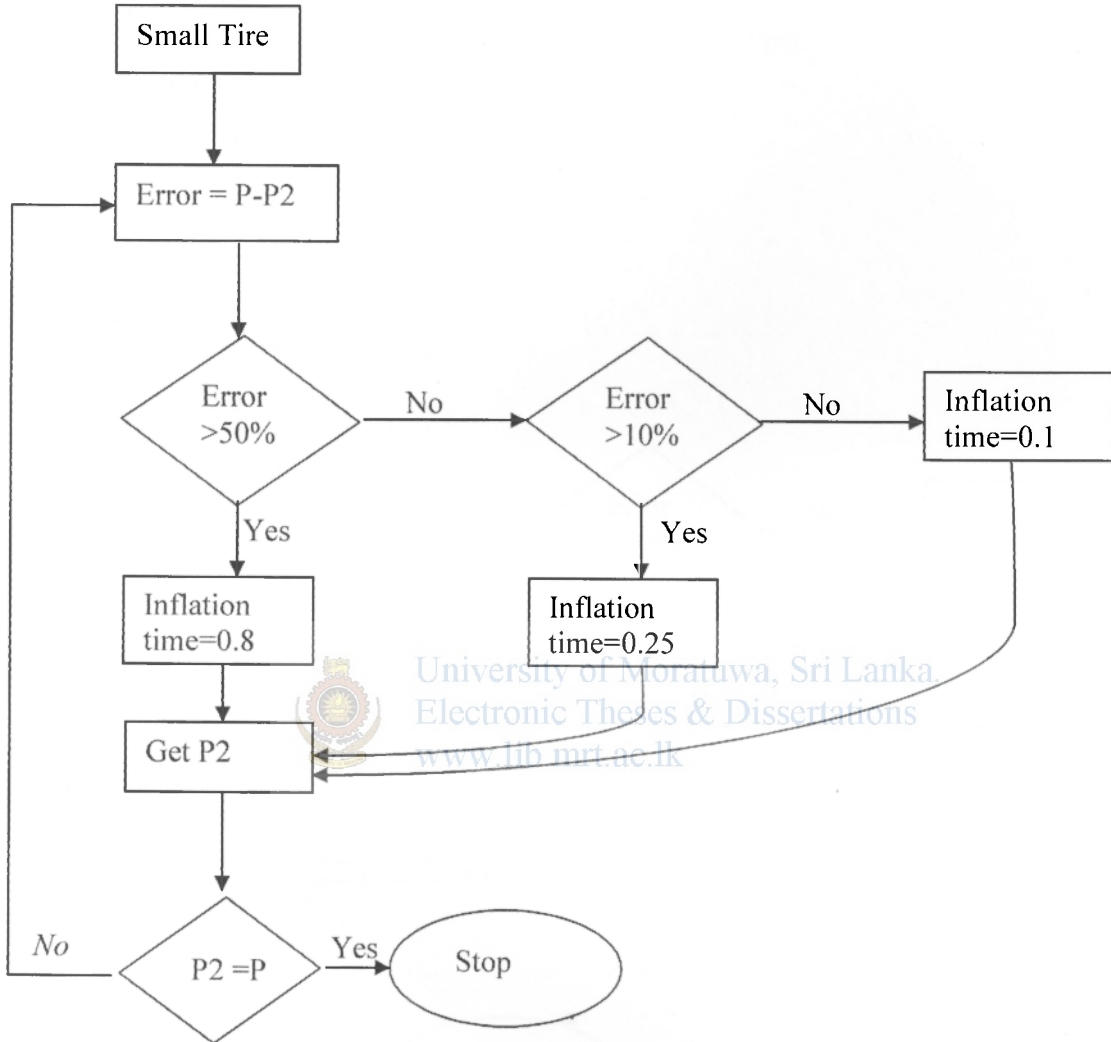 Small Tire
Error = P-P2
Error
>50%
No
Error
>10%
No
Inflation
time=0.1
Yes
Yes
Inflation
time=0.8
Inflation
time=0.25
University of Moratuwa, Sri Lanka.
Electronic Theses & Dissertations
www.lib.mrt.ac.lk
Get P2
No
P2 =P
Yes
Stop